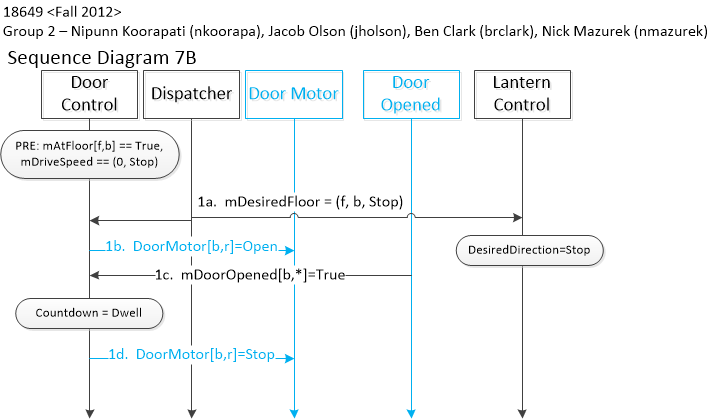 18649 <Fall 2012>
Group 2 – Nipunn Koorapati (nkoorapa), Jacob Olson (jholson), Ben Clark (brclark), Nick Mazurek (nmazurek)
Sequence Diagram 7B
Door Control
Dispatcher
Door Motor
Door Opened
Lantern Control
PRE: mAtFloor[f,b] == True,
mDriveSpeed == (0, Stop)
1a. mDesiredFloor = (f, b, Stop)
1b. DoorMotor[b,r]=Open
DesiredDirection=Stop
1c. mDoorOpened[b,*]=True
Countdown = Dwell
1d. DoorMotor[b,r]=Stop